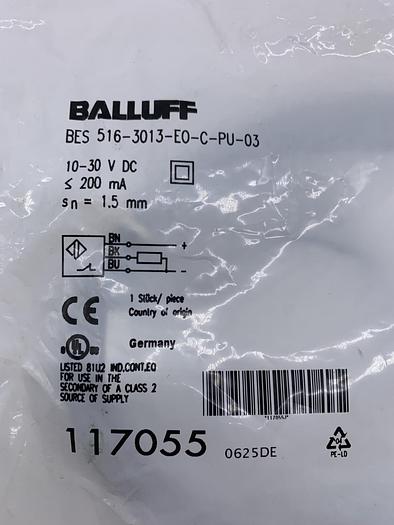 BALLUFF
BES 516-3013-EO-C-PU-03
10-30 V DC
≤ 200 mA
sn = 1.5 mm
BN +
BK
BU -
CE
1 Stück/ piece
Country of origin
UL Germany
LISTED 81U2 IND.CONT.EQ
FOR USE IN THE
SECONDARY OF A CLASS 2
SOURCE OF SUPPLY
117055 0625DE
04
PE-LD